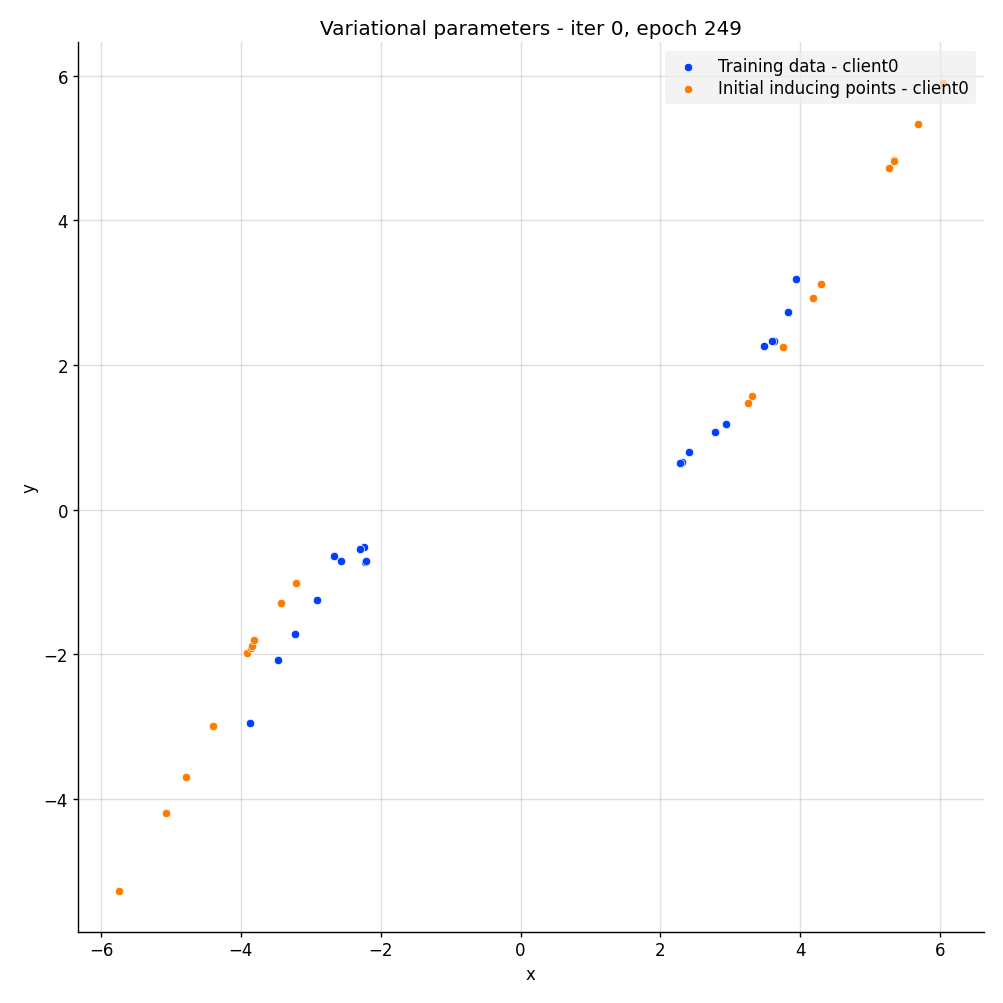 Variational parameters - iter 0, epoch 249
Training data - client0
Initial inducing points - client0
6
4
2
0
−2
−4
y
−6
−4
−2
0
2
4
6
x